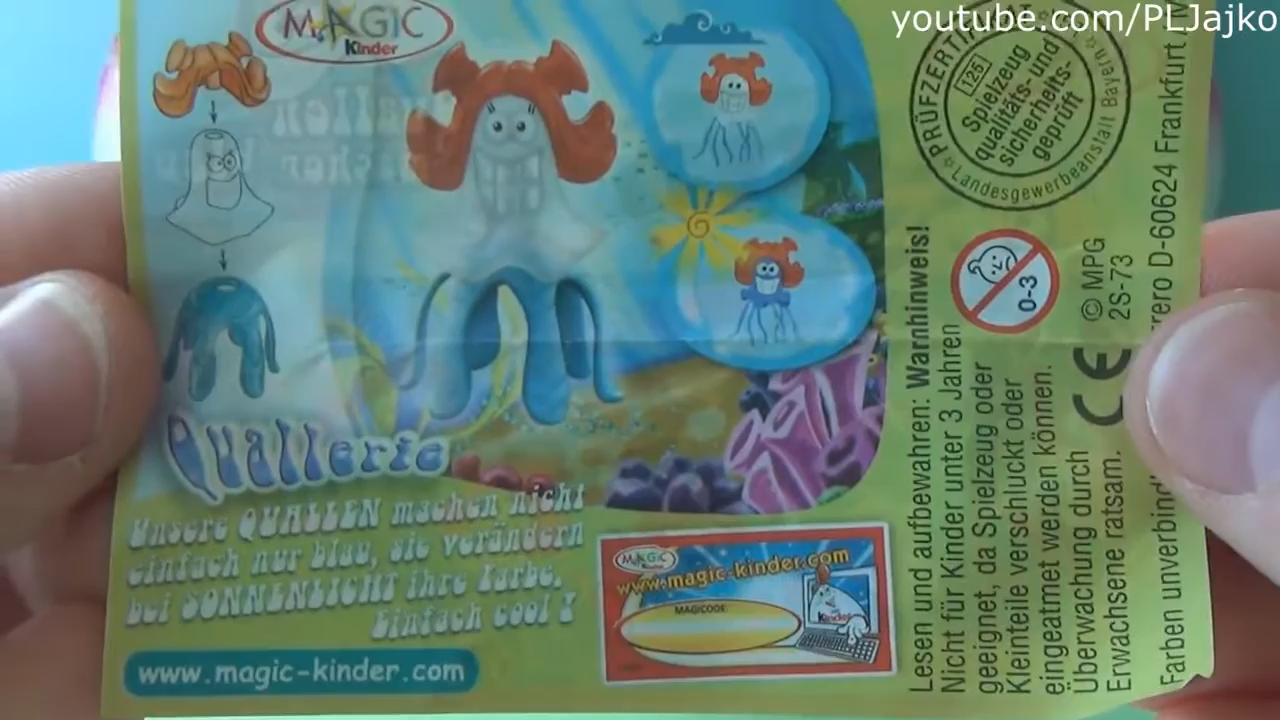 youtube.com/PLJajko
MAGIC
Kinder
Quallerie
Unsere QUALLEN machen nicht
einfach nur blau, sie verändern
bei SONNENLICHT ihre Farbe.
Einfach cool!
www.magic-kinder.com
MAGIC
www.magic-kinder.com
MAGICODE
Kinder
PRÜFZERT
125
Spielzeug
qualitäts- und
sicherheits-
geprüft
Landesgewerbeanstalt Bayern
0-3
Lesen und aufbewahren: Warnhinweis!
Nicht für Kinder unter 3 Jahren
geeignet, da Spielzeug oder
Kleinteile verschluckt oder
eingeatmet werden können.
Überwachung durch
Erwachsene ratsam.
CE
© MPG
2S-73
Farben unverbind
rrero D-60624 Frankfurt